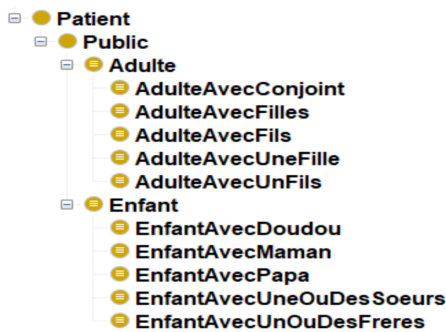 Patient
Public
Adulte
AdulteAvecConjoint
AdulteAvecFilles
AdulteAvecFils
AdulteAvecUneFille
AdulteAvecUnFils
Enfant
EnfantAvecDoudou
EnfantAvecMaman
EnfantAvecPapa
EnfantAvecUneOuDesSoeurs
EnfantAvecUnOuDesFreres